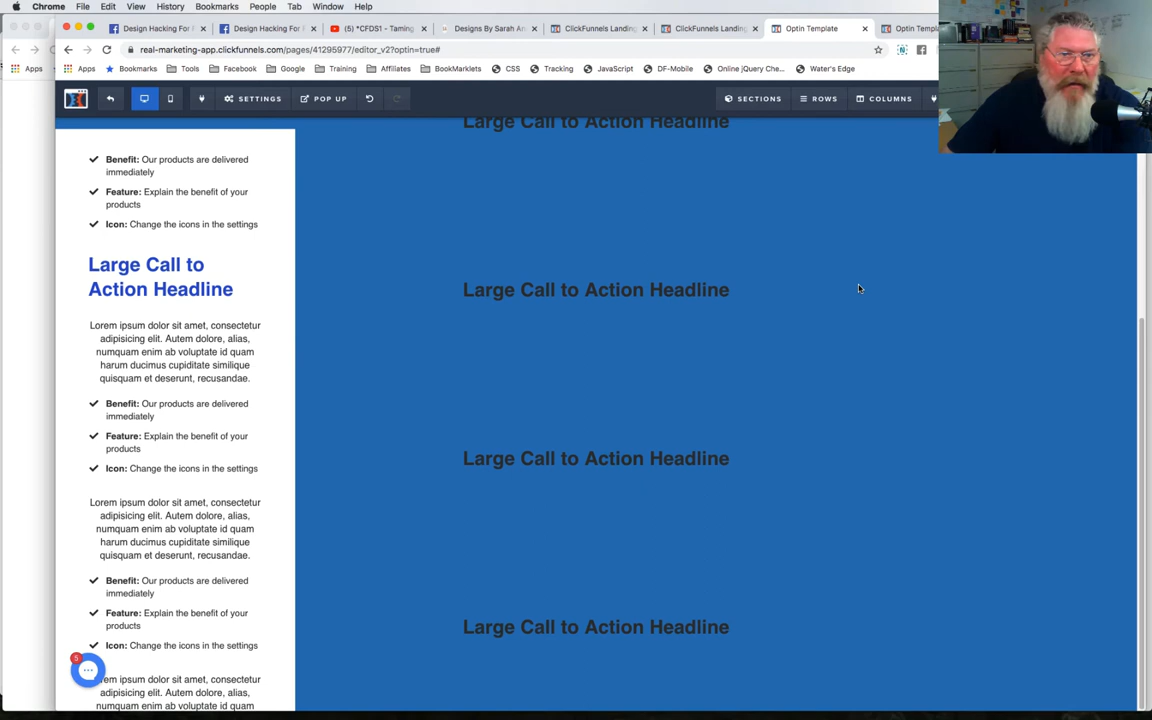 Chrome File Edit View History Bookmarks People Tab Window Help
Design Hacking For
Design Hacking For
(5) *CFDS1 - Taming
Designs By Sarah An
ClickFunnels Landing
ClickFunnels Landing
Optin Template
Optin Temp
real-marketing-app.clickfunnels.com/pages/41295977/editor_v2?optin=true#
Apps
Apps Bookmarks Tools Facebook Google Training Affiliates BookMarklets CSS Tracking JavaScript DF-Mobile Online jQuery Che... Water's Edge
SETTINGS POP UP SECTIONS ROWS COLUMNS
Large Call to Action Headline
Benefit: Our products are delivered
immediately
Feature: Explain the benefit of your
products
Icon: Change the icons in the settings
Large Call to
Action Headline
Lorem ipsum dolor sit amet, consectetur
adipisicing elit. Autem dolore, alias,
numquam enim ab voluptate id quam
harum ducimus cupiditate similique
quisquam et deserunt, recusandae.
Benefit: Our products are delivered
immediately
Feature: Explain the benefit of your
products
Icon: Change the icons in the settings
Lorem ipsum dolor sit amet, consectetur
adipisicing elit. Autem dolore, alias,
numquam enim ab voluptate id quam
harum ducimus cupiditate similique
quisquam et deserunt, recusandae.
Benefit: Our products are delivered
immediately
Feature: Explain the benefit of your
products
Icon: Change the icons in the settings
5
rem ipsum dolor sit amet, consectetur
adipisicing elit. Autem dolore, alias,
numquam enim ab voluptate id quam
Large Call to Action Headline
Large Call to Action Headline
Large Call to Action Headline